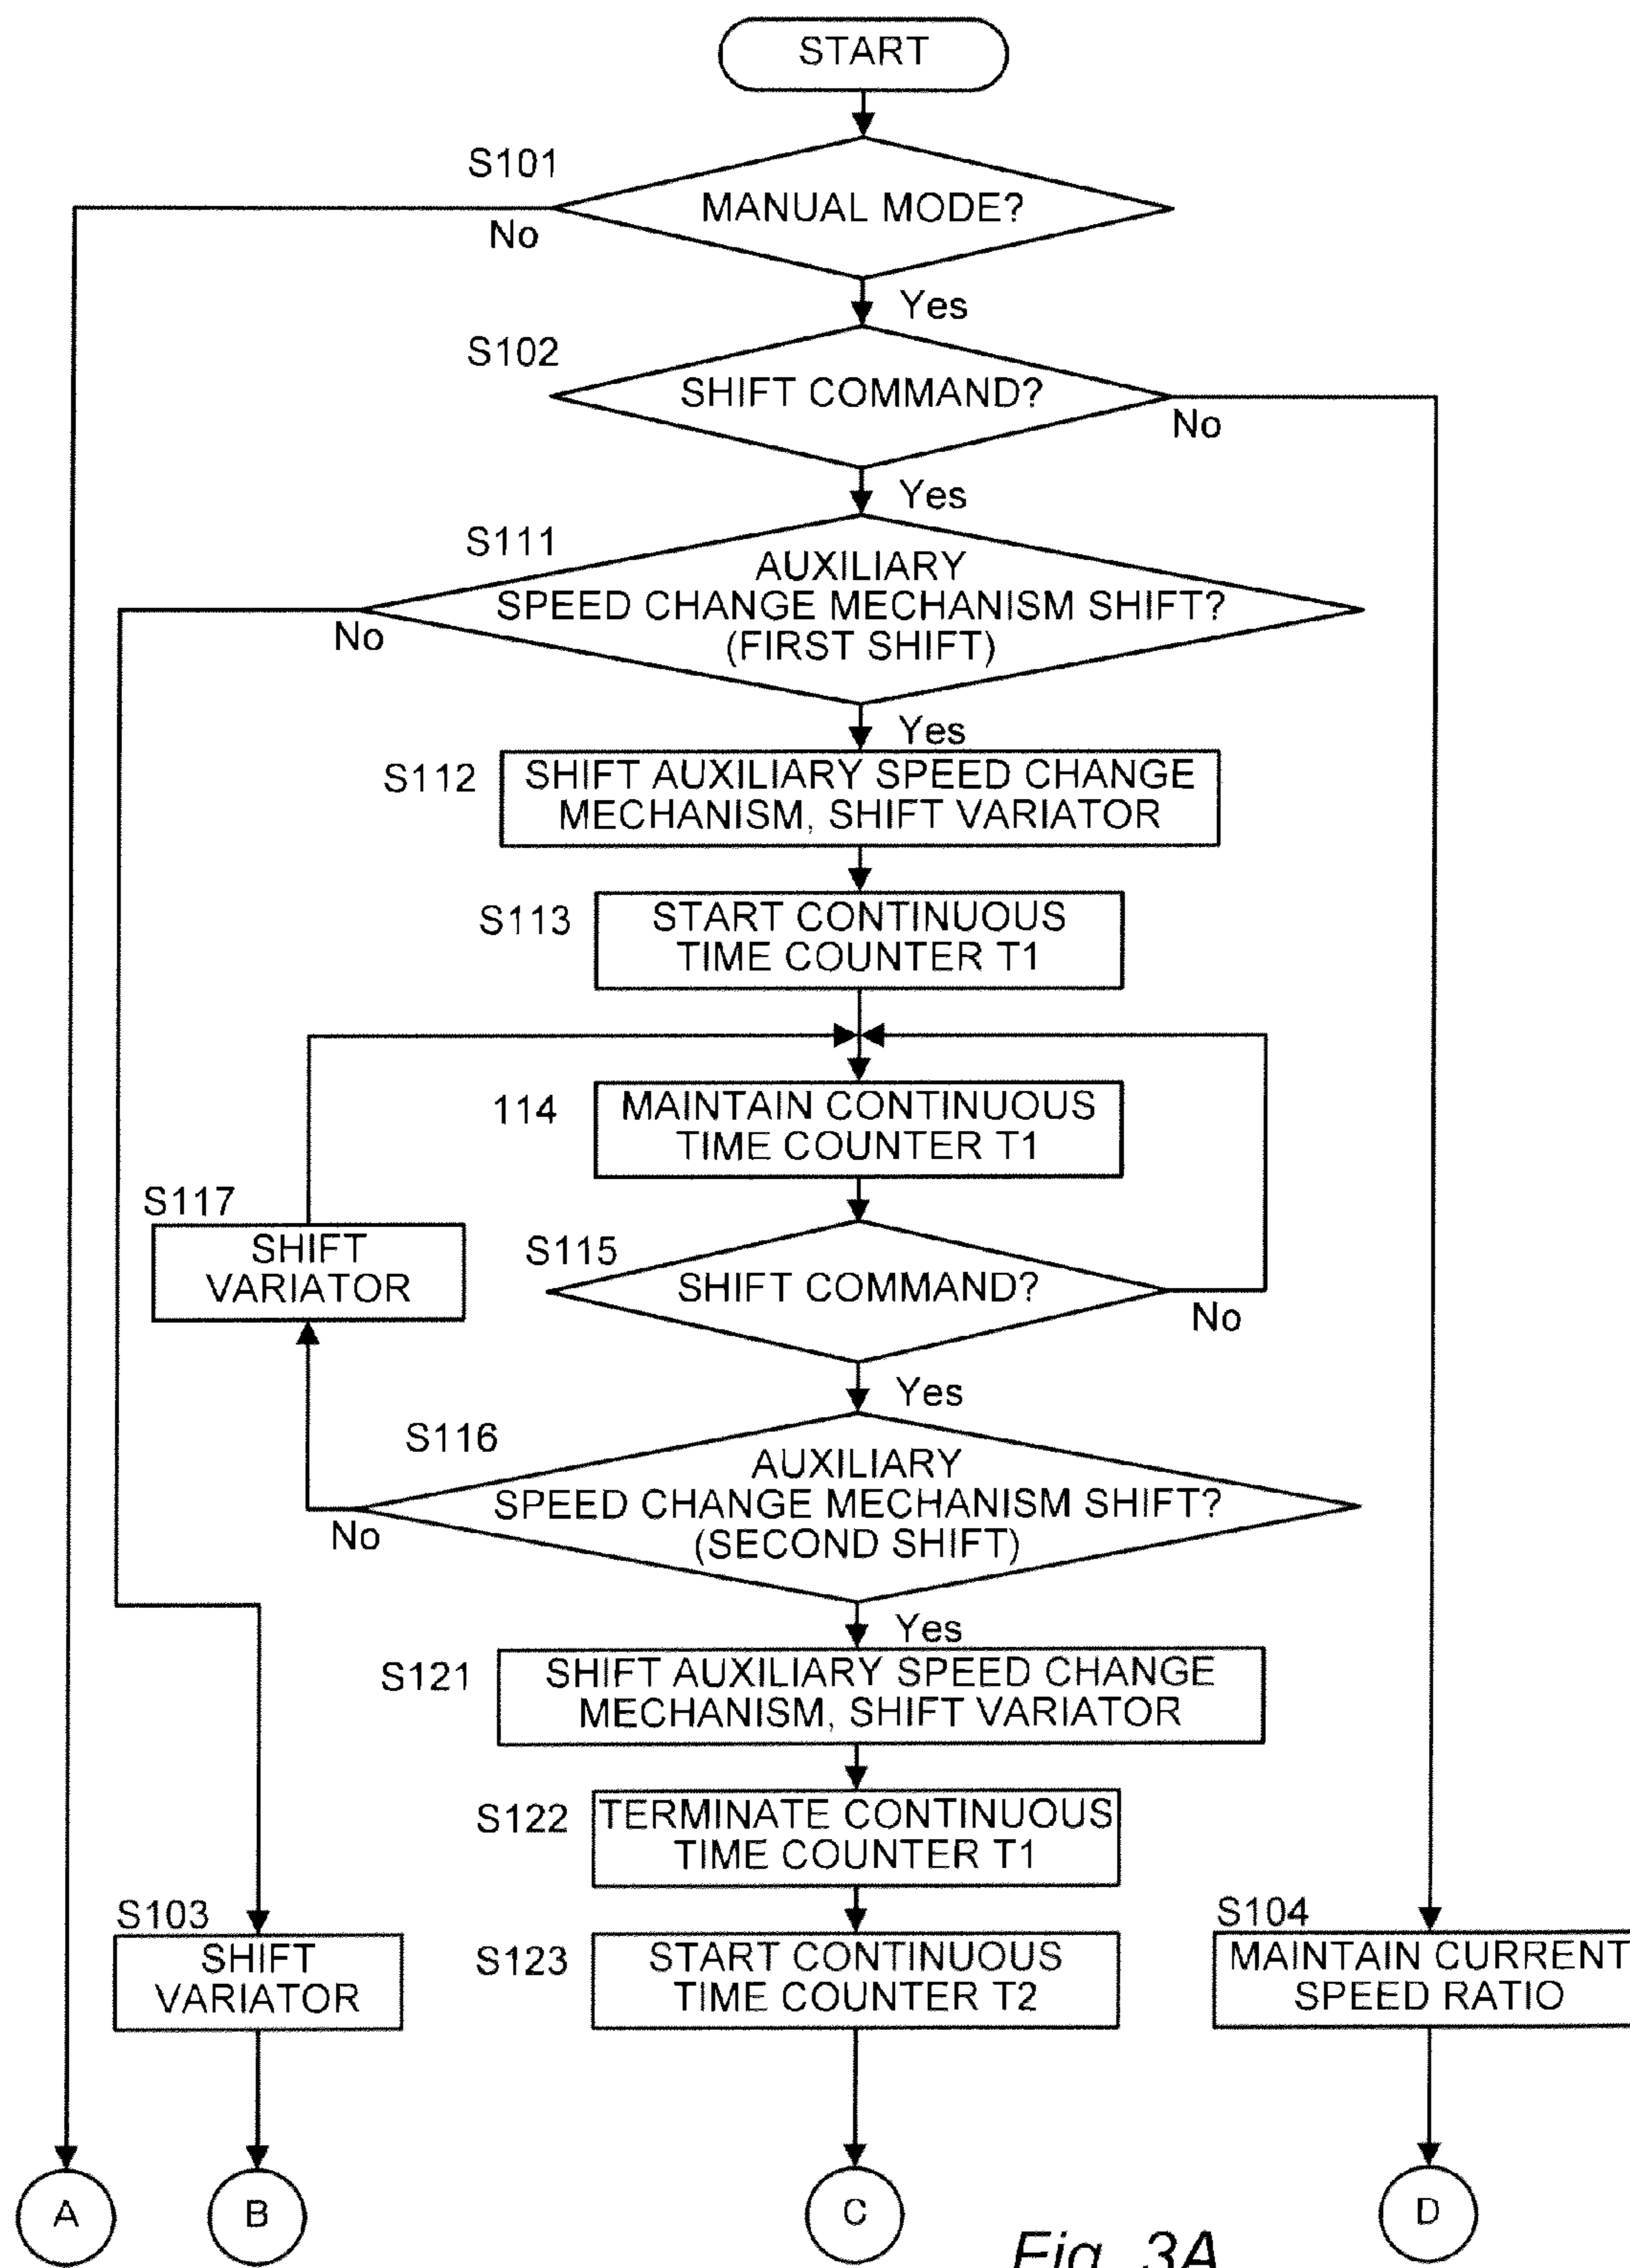 START
S101
MANUAL MODE?
No
Yes
S102
SHIFT COMMAND?
No
Yes
S111
AUXILIARY
SPEED CHANGE MECHANISM SHIFT?
(FIRST SHIFT)
No
Yes
S112
SHIFT AUXILIARY SPEED CHANGE
MECHANISM, SHIFT VARIATOR
S113
START CONTINUOUS
TIME COUNTER T1
114
MAINTAIN CONTINUOUS
TIME COUNTER T1
S117
SHIFT
VARIATOR
S115
SHIFT COMMAND?
No
Yes
S116
AUXILIARY
SPEED CHANGE MECHANISM SHIFT?
(SECOND SHIFT)
No
Yes
S121
SHIFT AUXILIARY SPEED CHANGE
MECHANISM, SHIFT VARIATOR
S122
TERMINATE CONTINUOUS
TIME COUNTER T1
S103
SHIFT
VARIATOR
S123
START CONTINUOUS
TIME COUNTER T2
S104
MAINTAIN CURRENT
SPEED RATIO
A
B
C
D
Fig. 3A